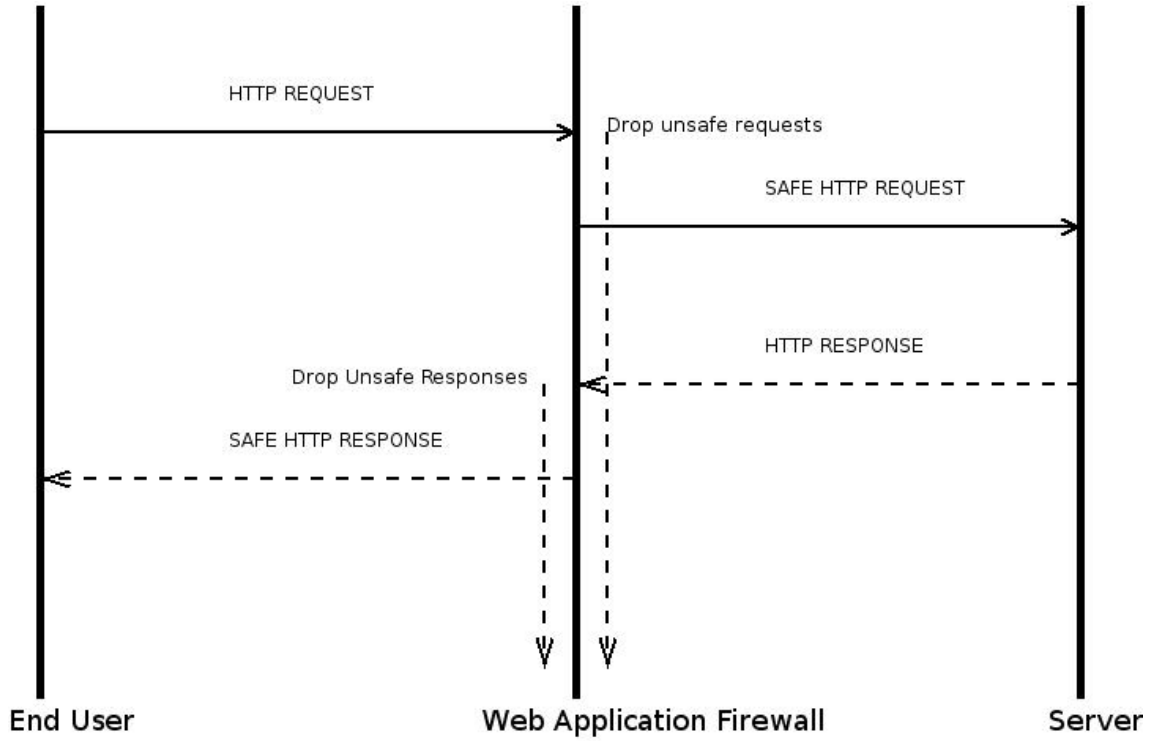 HTTP REQUEST
Drop unsafe requests
SAFE HTTP REQUEST
HTTP RESPONSE
Drop Unsafe Responses
SAFE HTTP RESPONSE
End User
Web Application Firewall
Server